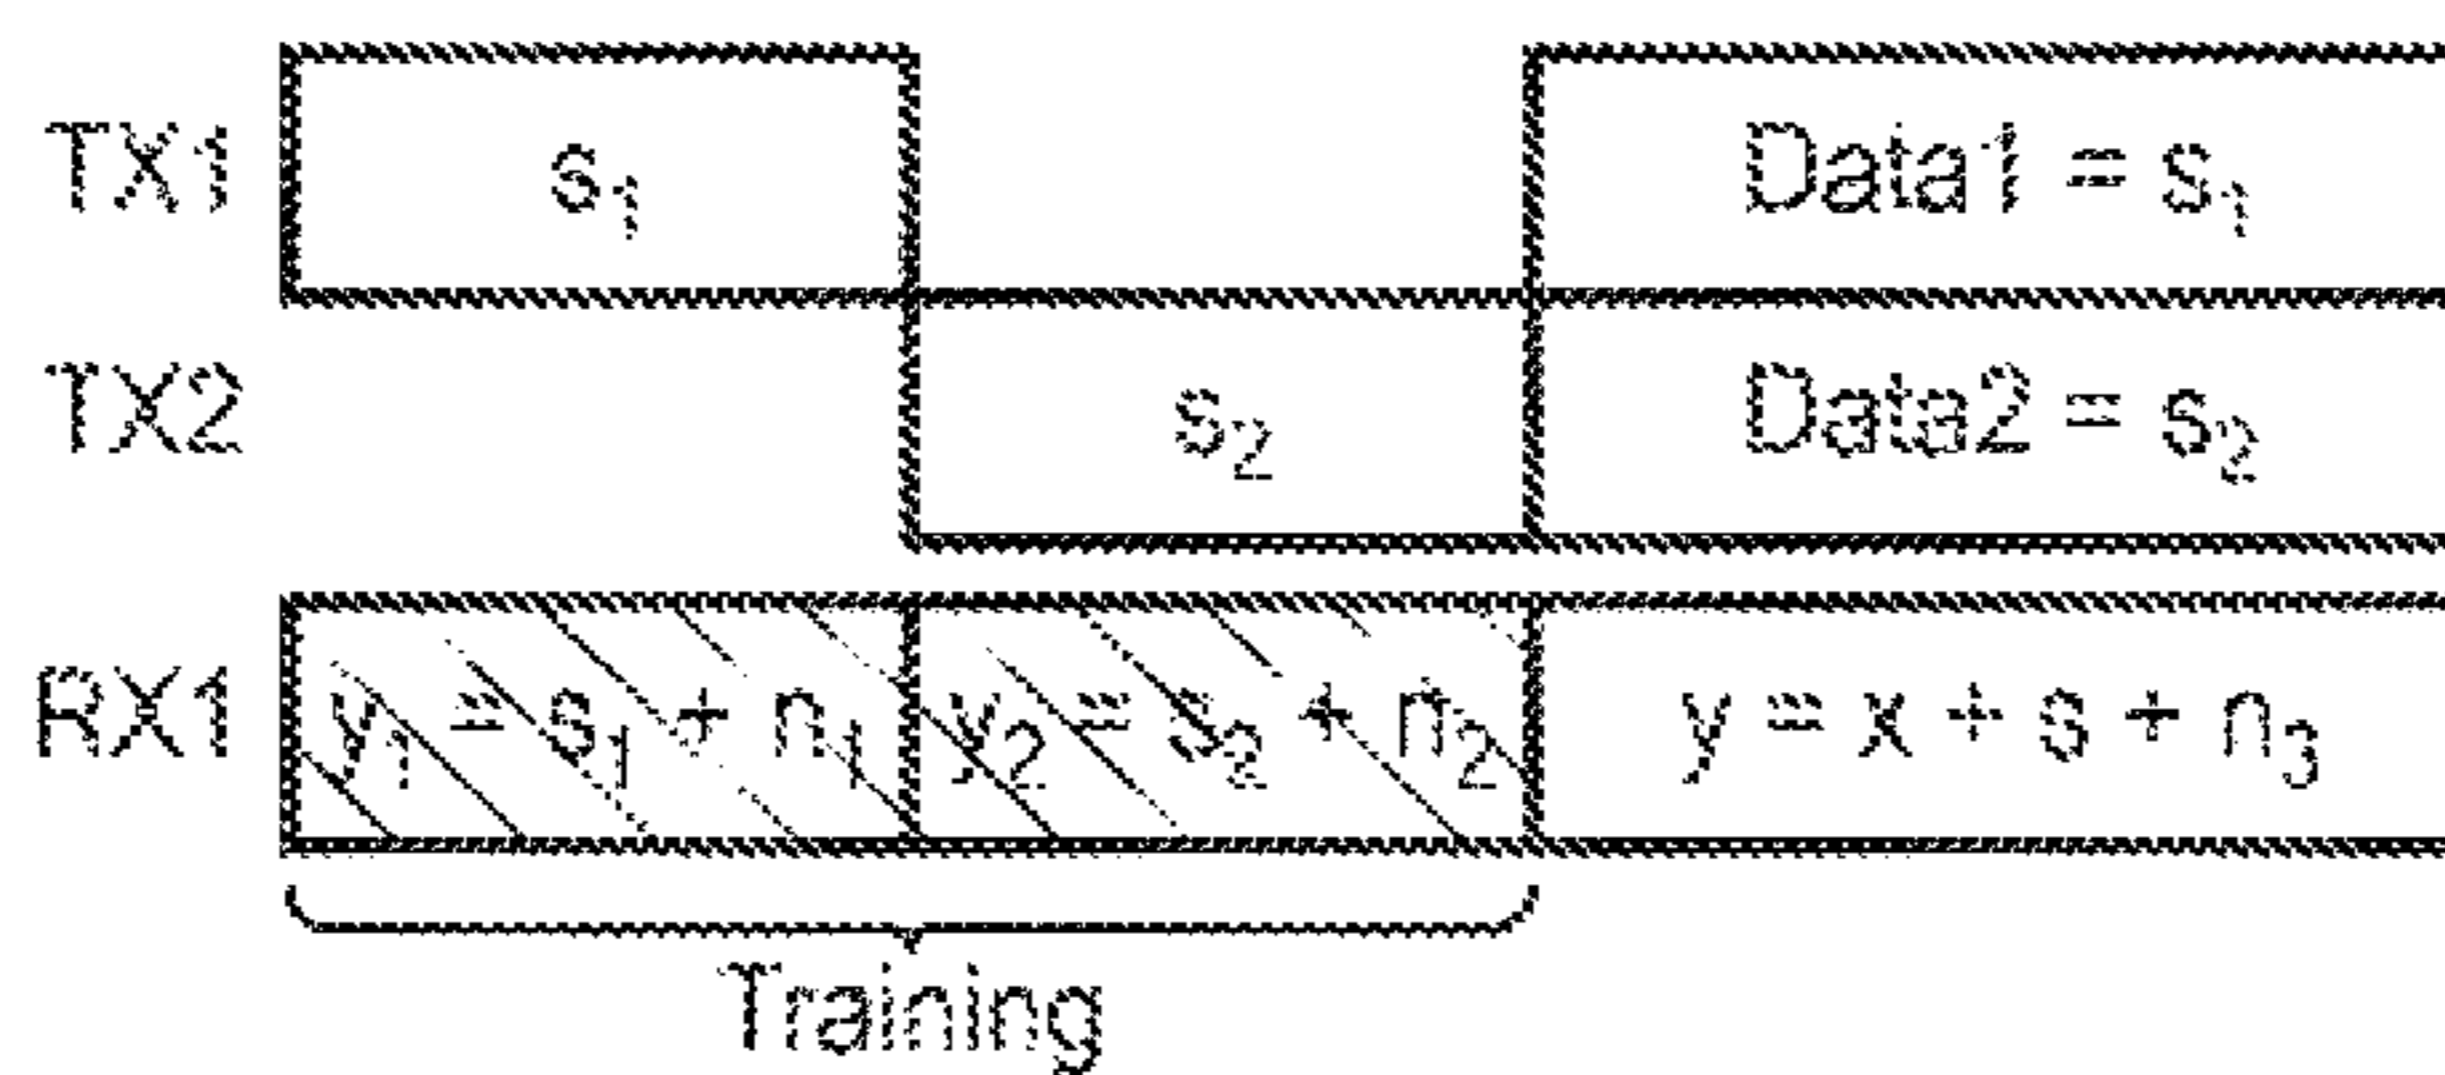 TX1 s₁ Data1 = s₁
TX2 s₂ Data2 = s₂
RX1 y₁ = s₁ + n₁ y₂ = s₂ + n₂ y = x + s + n₃
Training